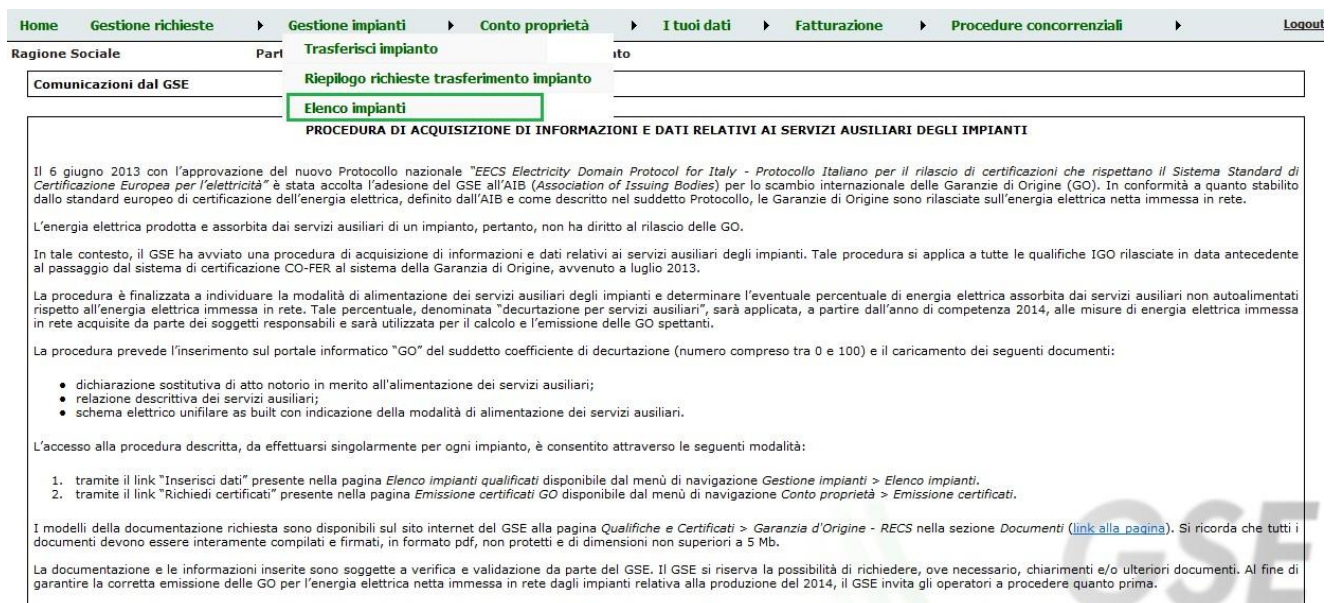 Home Gestione richieste Gestione impianti Conto proprietà I tuoi dati Fatturazione Procedure concorrenziali Logout
Trasferisci impianto
Ragione Sociale Part to
Riepilogo richieste trasferimento impianto
Comunicazioni dal GSE
Elenco impianti
PROCEDURA DI ACQUISIZIONE DI INFORMAZIONI E DATI RELATIVI AI SERVIZI AUSILIARI DEGLI IMPIANTI
Il 6 giugno 2013 con l'approvazione del nuovo Protocollo nazionale "EECS Electricity Domain Protocol for Italy - Protocollo Italiano per il rilascio di certificazioni che rispettano il Sistema Standard di
Certificazione Europea per l'elettricità" è stata accolta l'adesione del GSE all'AIB (Association of Issuing Bodies) per lo scambio internazionale delle Garanzie di Origine (GO). In conformità a quanto stabilito
dallo standard europeo di certificazione dell'energia elettrica, definito dall'AIB e come descritto nel suddetto Protocollo, le Garanzie di Origine sono rilasciate sull'energia elettrica netta immessa in rete.
L'energia elettrica prodotta e assorbita dai servizi ausiliari di un impianto, pertanto, non ha diritto al rilascio delle GO.
In tale contesto, il GSE ha avviato una procedura di acquisizione di informazioni e dati relativi ai servizi ausiliari degli impianti. Tale procedura si applica a tutte le qualifiche IGO rilasciate in data antecedente
al passaggio dal sistema di certificazione CO-FER al sistema della Garanzia di Origine, avvenuto a luglio 2013.
La procedura è finalizzata a individuare la modalità di alimentazione dei servizi ausiliari degli impianti e determinare l'eventuale percentuale di energia elettrica assorbita dai servizi ausiliari non autoalimentati
rispetto all'energia elettrica immessa in rete. Tale percentuale, denominata "decurtazione per servizi ausiliari", sarà applicata, a partire dall'anno di competenza 2014, alle misure di energia elettrica immessa
in rete acquisite da parte dei soggetti responsabili e sarà utilizzata per il calcolo e l'emissione delle GO spettanti.
La procedura prevede l'inserimento sul portale informatico "GO" del suddetto coefficiente di decurtazione (numero compreso tra 0 e 100) e il caricamento dei seguenti documenti:
• dichiarazione sostitutiva di atto notorio in merito all'alimentazione dei servizi ausiliari;
• relazione descrittiva dei servizi ausiliari;
• schema elettrico unifilare as built con indicazione della modalità di alimentazione dei servizi ausiliari.
L'accesso alla procedura descritta, da effettuarsi singolarmente per ogni impianto, è consentito attraverso le seguenti modalità:
1. tramite il link "Inserisci dati" presente nella pagina Elenco impianti qualificati disponibile dal menù di navigazione Gestione impianti > Elenco impianti.
2. tramite il link "Richiedi certificati" presente nella pagina Emissione certificati GO disponibile dal menù di navigazione Conto proprietà > Emissione certificati.
I modelli della documentazione richiesta sono disponibili sul sito internet del GSE alla pagina Qualifiche e Certificati > Garanzia d'Origine - RECS nella sezione Documenti (link alla pagina). Si ricorda che tutti i
documenti devono essere interamente compilati e firmati, in formato pdf, non protetti e di dimensioni non superiori a 5 Mb.
La documentazione e le informazioni inserite sono soggette a verifica e validazione da parte del GSE. Il GSE si riserva la possibilità di richiedere, ove necessario, chiarimenti e/o ulteriori documenti. Al fine di
garantire la corretta emissione delle GO per l'energia elettrica netta immessa in rete dagli impianti relativa alla produzione del 2014, il GSE invita gli operatori a procedere quanto prima.
GSE